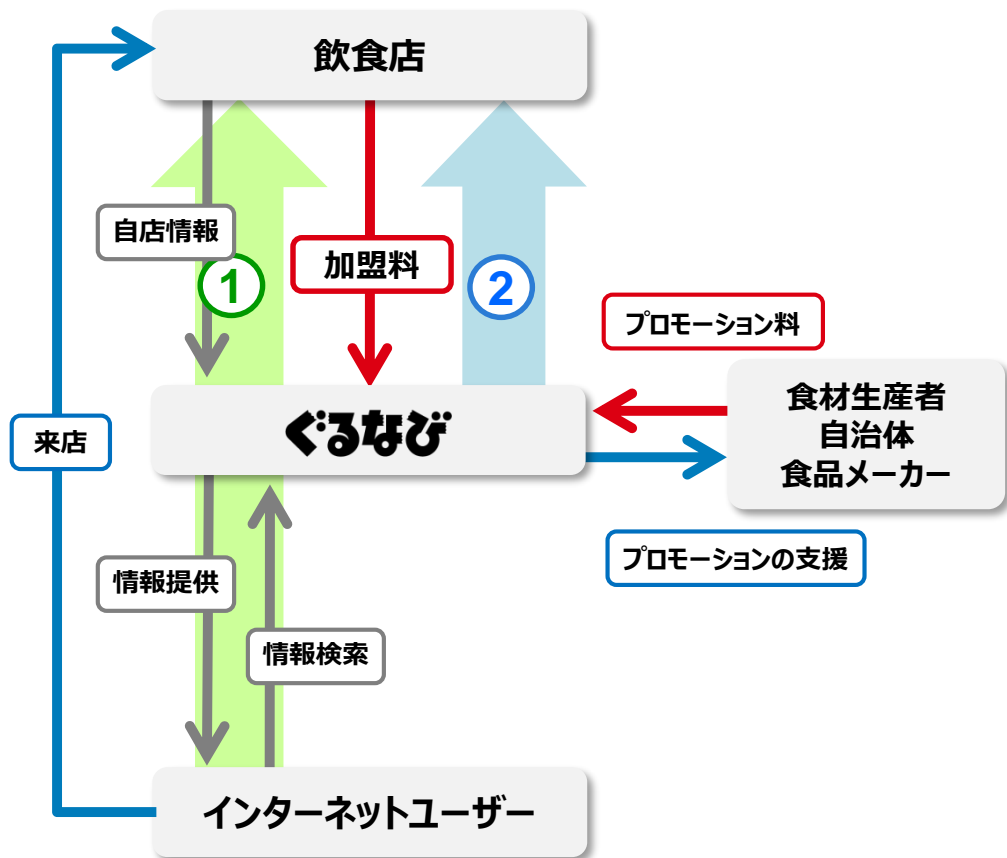 飲食店
自店情報
加盟料
1
2
プロモーション料
ぐるなび
食材生産者
自治体
食品メーカー
来店
プロモーションの支援
情報提供
情報検索
インターネットユーザー